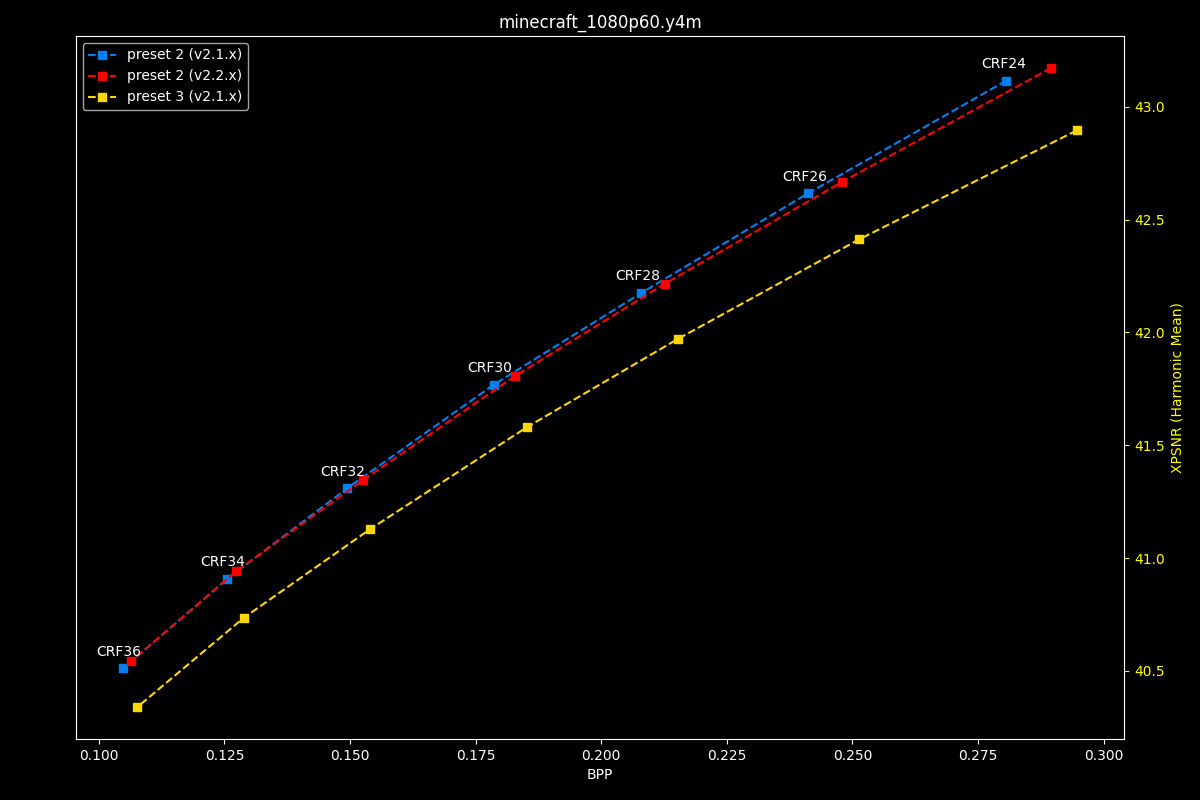 minecraft_1080p60.y4m
preset 2 (v2.1.x)
preset 2 (v2.2.x)
preset 3 (v2.1.x)
CRF24
CRF26
CRF28
CRF30
CRF32
CRF34
CRF36
43.0
42.5
42.0
41.5
41.0
40.5
XPSNR (Harmonic Mean)
0.100 0.125 0.150 0.175 0.200 0.225 0.250 0.275 0.300
BPP